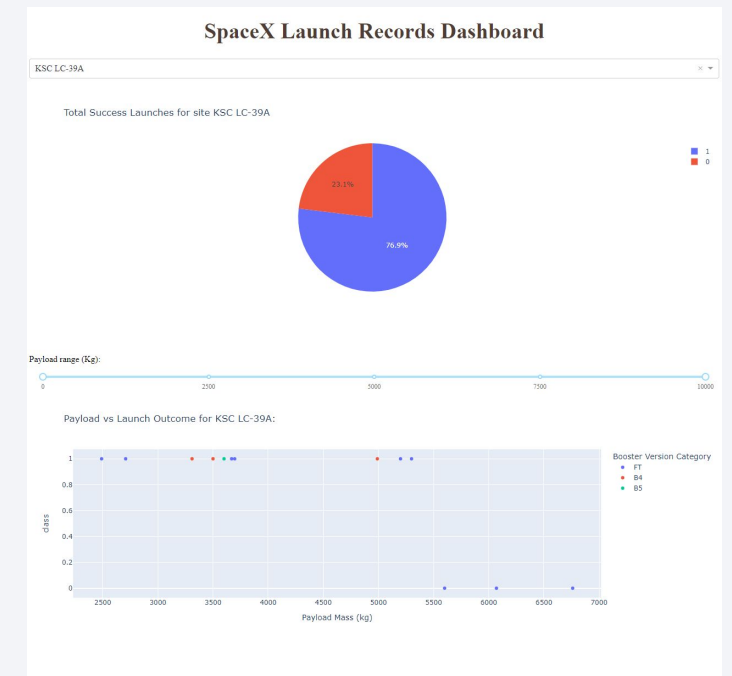 SpaceX Launch Records Dashboard
KSC LC-39A
Total Success Launches for site KSC LC-39A
1
0
23.1%
76.9%
Payload range (Kg):
0 2500 5000 7500 10000
Payload vs Launch Outcome for KSC LC-39A:
Booster Version Category
FT
B4
B5
1
0.8
0.6
0.4
0.2
0
class
2500 3000 3500 4000 4500 5000 5500 6000 6500 7000
Payload Mass (kg)